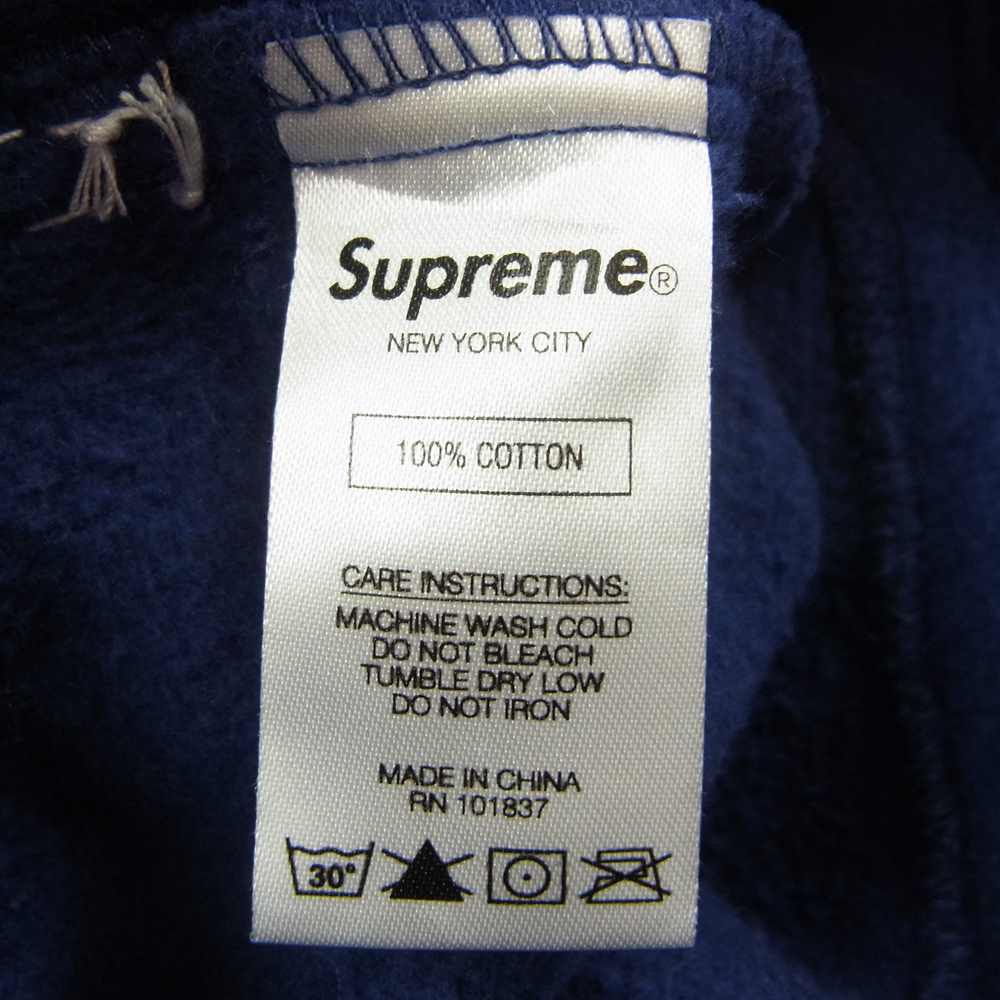 Supreme®
NEW YORK CITY
100% COTTON
CARE INSTRUCTIONS:
MACHINE WASH COLD
DO NOT BLEACH
TUMBLE DRY LOW
DO NOT IRON
MADE IN CHINA
RN 101837
30°